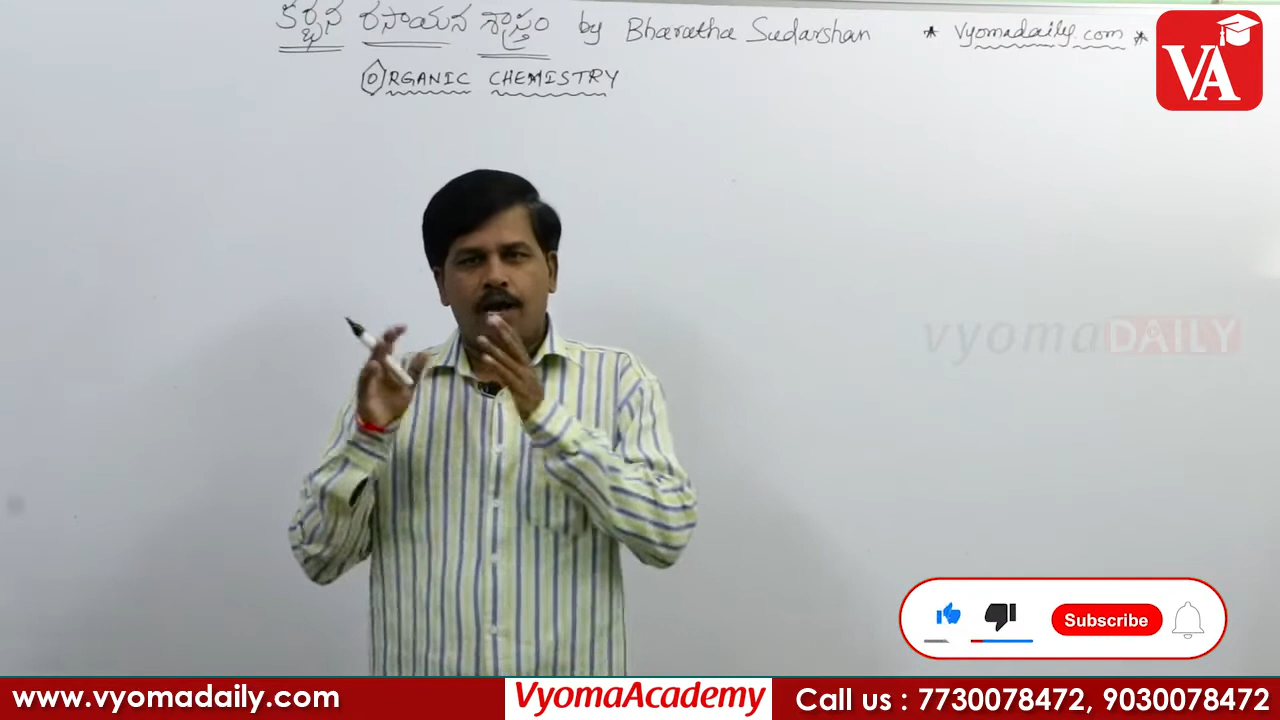 కర్బన రసాయన శాస్త్రం by Bharatha Sudarshan * vyomadaily.com *
ORGANIC CHEMISTRY
VA
vyomaDAILY
Subscribe
www.vyomadaily.com VyomaAcademy Call us : 7730078472, 9030078472